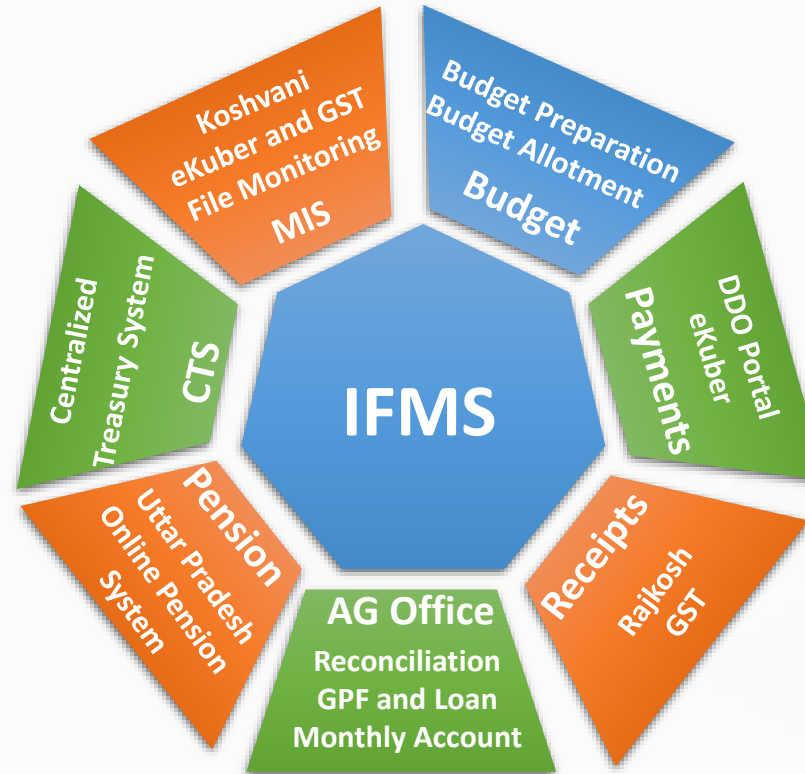 IFMS
Budget Preparation
Budget Allotment
Budget
DDO Portal
eKuber
Payments
Receipts
Rajkosh
GST
AG Office
Reconciliation
GPF and Loan
Monthly Account
Pension
Uttar Pradesh
Online Pension
System
Centralized
Treasury System
CTS
Koshvani
eKuber and GST
File Monitoring
MIS